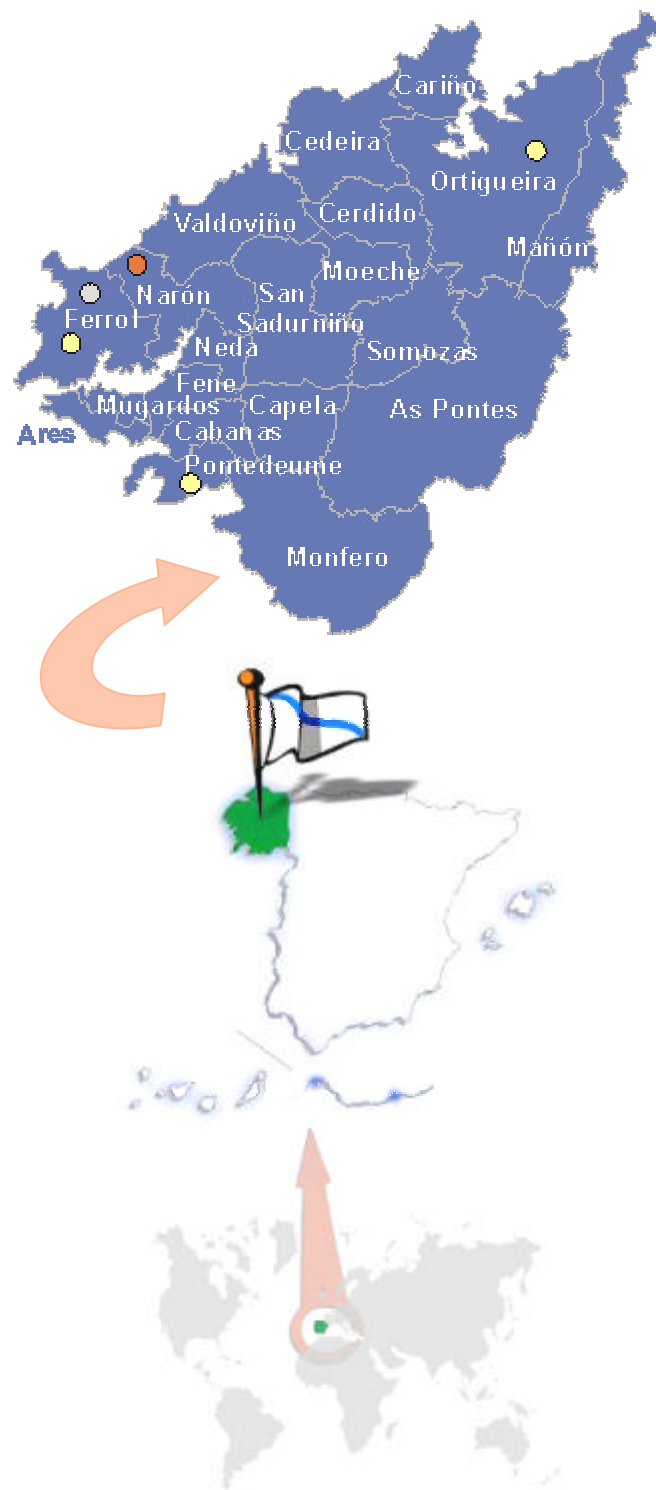 Cariño
Cedeira
Ortigueira
Cerdido
Valdoviño
Mañón
Moeche
Narón
San
Sadurniño
Ferrol
Neda
Somozas
Fene
Mugardos
Capela
As Pontes
Ares
Cabanas
Pontedeume
Monfero